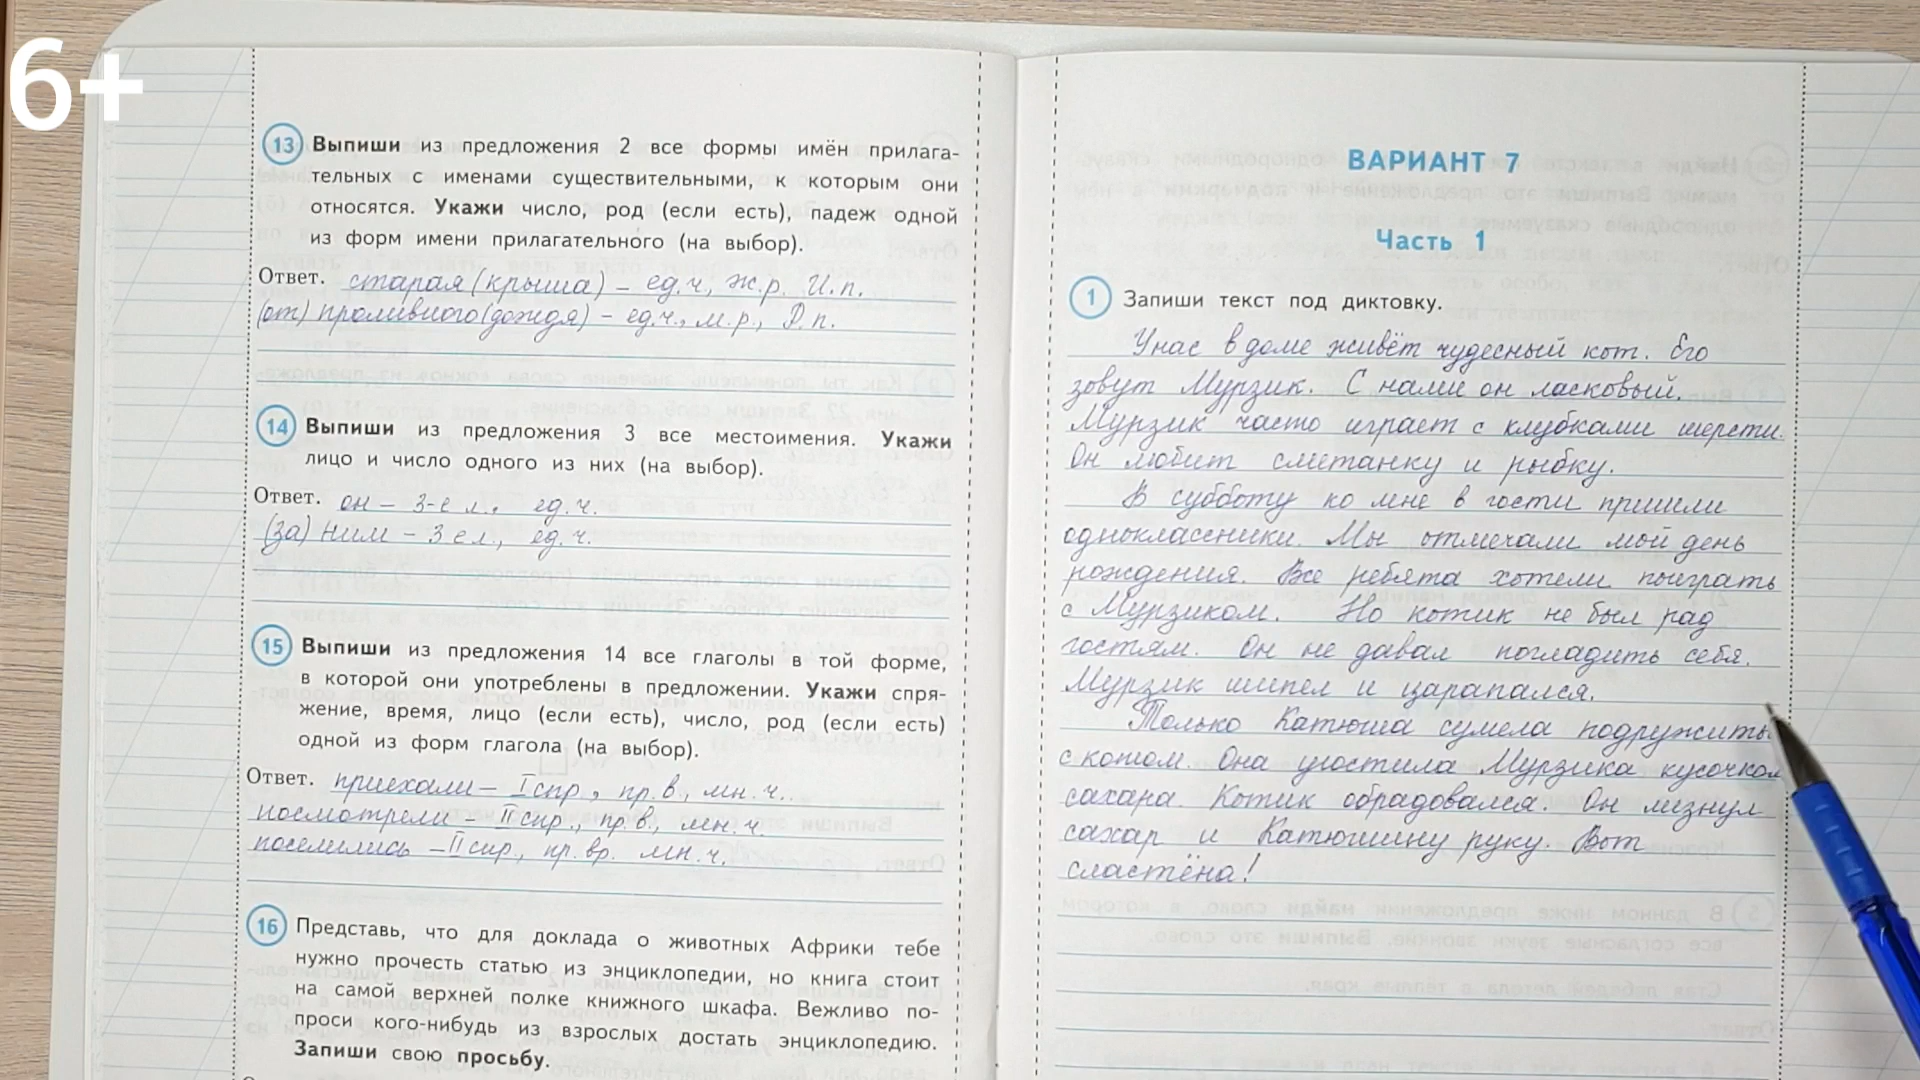 6+
13 Выпиши из предложения 2 все формы имён прилага-
тельных с именами существительными, к которым они
относятся. Укажи число, род (если есть), падеж одной
из форм имени прилагательного (на выбор).
Ответ. старая (крыша) – ед.ч, ж.р. И.п.
(от) проливного (дождя) – ед.ч., м.р., Р.п.
14 Выпиши из предложения 3 все местоимения. Укажи
лицо и число одного из них (на выбор).
Ответ. он – 3-е л., ед.ч.
(за) ним – 3 е л., ед.ч.
15 Выпиши из предложения 14 все глаголы в той форме,
в которой они употреблены в предложении. Укажи спря-
жение, время, лицо (если есть), число, род (если есть)
одной из форм глагола (на выбор).
Ответ. приехали – I спр., пр.в., мн.ч.
посмотрели – II спр., пр.в., мн.ч.
поселились – II спр., пр.вр. мн.ч.
16 Представь, что для доклада о животных Африки тебе
нужно прочесть статью из энциклопедии, но книга стоит
на самой верхней полке книжного шкафа. Вежливо по-
проси кого-нибудь из взрослых достать энциклопедию.
Запиши свою просьбу.
ВАРИАНТ 7
Часть 1
1 Запиши текст под диктовку.
У нас в доме живёт чудесный кот. Его
зовут Мурзик. С нами он ласковый.
Мурзик часто играет с клубками шерсти.
Он любит сметанку и рыбку.
В субботу ко мне в гости пришли
одноклассники. Мы отмечали мой день
рождения. Все ребята хотели поиграть
с Мурзиком. Но котик не был рад
гостям. Он не давал погладить себя.
Мурзик шипел и царапался.
Только Катюша сумела
с котом. Она угостила Мурзика кусочком
сахара. Котик обрадовался. Он лизнул
сахар и Катюшину руку. Вот
сластёна!